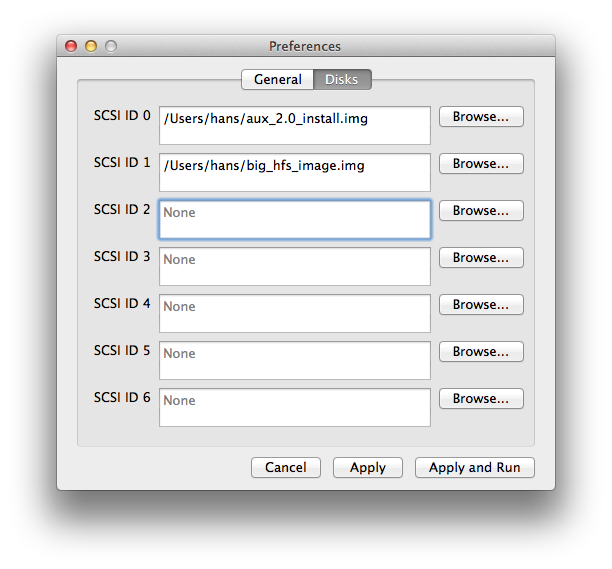 Preferences
General Disks
SCSI ID 0 /Users/hans/aux_2.0_install.img Browse...
SCSI ID 1 /Users/hans/big_hfs_image.img Browse...
SCSI ID 2 None Browse...
SCSI ID 3 None Browse...
SCSI ID 4 None Browse...
SCSI ID 5 None Browse...
SCSI ID 6 None Browse...
Cancel Apply Apply and Run